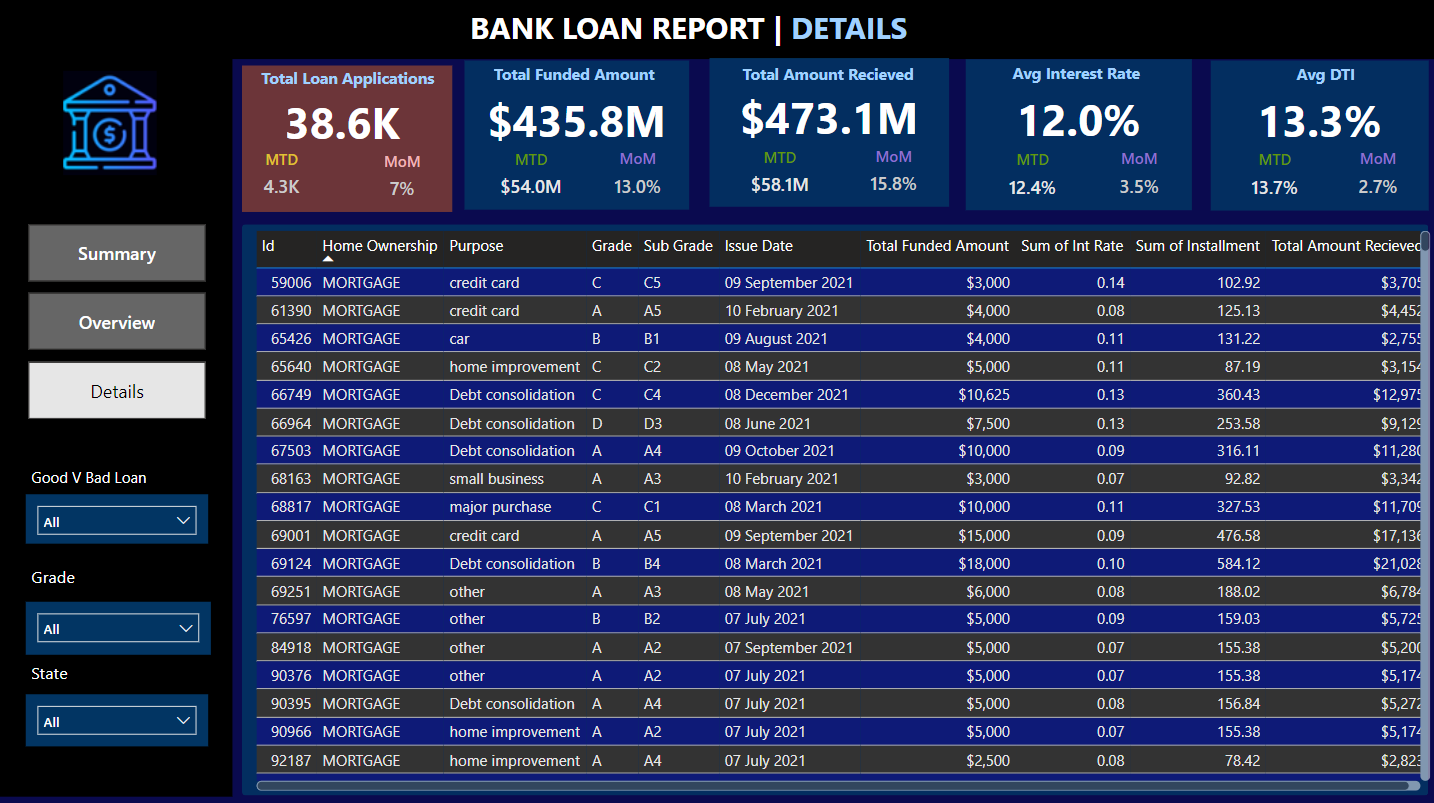 BANK LOAN REPORT | DETAILS
Total Loan Applications
38.6K
MTD MoM
4.3K 7%
Total Funded Amount
$435.8M
MTD MoM
$54.0M 13.0%
Total Amount Recieved
$473.1M
MTD MoM
$58.1M 15.8%
Avg Interest Rate
12.0%
MTD MoM
12.4% 3.5%
Avg DTI
13.3%
MTD MoM
13.7% 2.7%
$
Summary
Overview
Details
Good V Bad Loan
All
Grade
All
State
All
Id Home Ownership Purpose Grade Sub Grade Issue Date Total Funded Amount Sum of Int Rate Sum of Installment Total Amount Recieved
59006 MORTGAGE credit card C C5 09 September 2021 $3,000 0.14 102.92 $3,705
61390 MORTGAGE credit card A A5 10 February 2021 $4,000 0.08 125.13 $4,452
65426 MORTGAGE car B B1 09 August 2021 $4,000 0.11 131.22 $2,755
65640 MORTGAGE home improvement C C2 08 May 2021 $5,000 0.11 87.19 $3,154
66749 MORTGAGE Debt consolidation C C4 08 December 2021 $10,625 0.13 360.43 $12,975
66964 MORTGAGE Debt consolidation D D3 08 June 2021 $7,500 0.13 253.58 $9,129
67503 MORTGAGE Debt consolidation A A4 09 October 2021 $10,000 0.09 316.11 $11,280
68163 MORTGAGE small business A A3 10 February 2021 $3,000 0.07 92.82 $3,342
68817 MORTGAGE major purchase C C1 08 March 2021 $10,000 0.11 327.53 $11,709
69001 MORTGAGE credit card A A5 09 September 2021 $15,000 0.09 476.58 $17,136
69124 MORTGAGE Debt consolidation B B4 08 March 2021 $18,000 0.10 584.12 $21,028
69251 MORTGAGE other A A3 08 May 2021 $6,000 0.08 188.02 $6,784
76597 MORTGAGE other B B2 07 July 2021 $5,000 0.09 159.03 $5,725
84918 MORTGAGE other A A2 07 September 2021 $5,000 0.07 155.38 $5,200
90376 MORTGAGE other A A2 07 July 2021 $5,000 0.07 155.38 $5,174
90395 MORTGAGE Debt consolidation A A4 07 July 2021 $5,000 0.08 156.84 $5,272
90966 MORTGAGE home improvement A A2 07 July 2021 $5,000 0.07 155.38 $5,174
92187 MORTGAGE home improvement A A4 07 July 2021 $2,500 0.08 78.42 $2,823